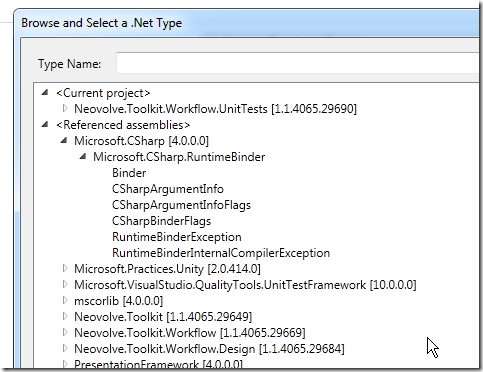 Browse and Select a .Net Type
Type Name:
<Current project>
Neovolve.Toolkit.Workflow.UnitTests [1.1.4065.29690]
<Referenced assemblies>
Microsoft.CSharp [4.0.0.0]
Microsoft.CSharp.RuntimeBinder
Binder
CSharpArgumentInfo
CSharpArgumentInfoFlags
CSharpBinderFlags
RuntimeBinderException
RuntimeBinderInternalCompilerException
Microsoft.Practices.Unity [2.0.414.0]
Microsoft.VisualStudio.QualityTools.UnitTestFramework [10.0.0.0]
mscorlib [4.0.0.0]
Neovolve.Toolkit [1.1.4065.29649]
Neovolve.Toolkit.Workflow [1.1.4065.29669]
Neovolve.Toolkit.Workflow.Design [1.1.4065.29684]
PresentationFramework [4.0.0.0]